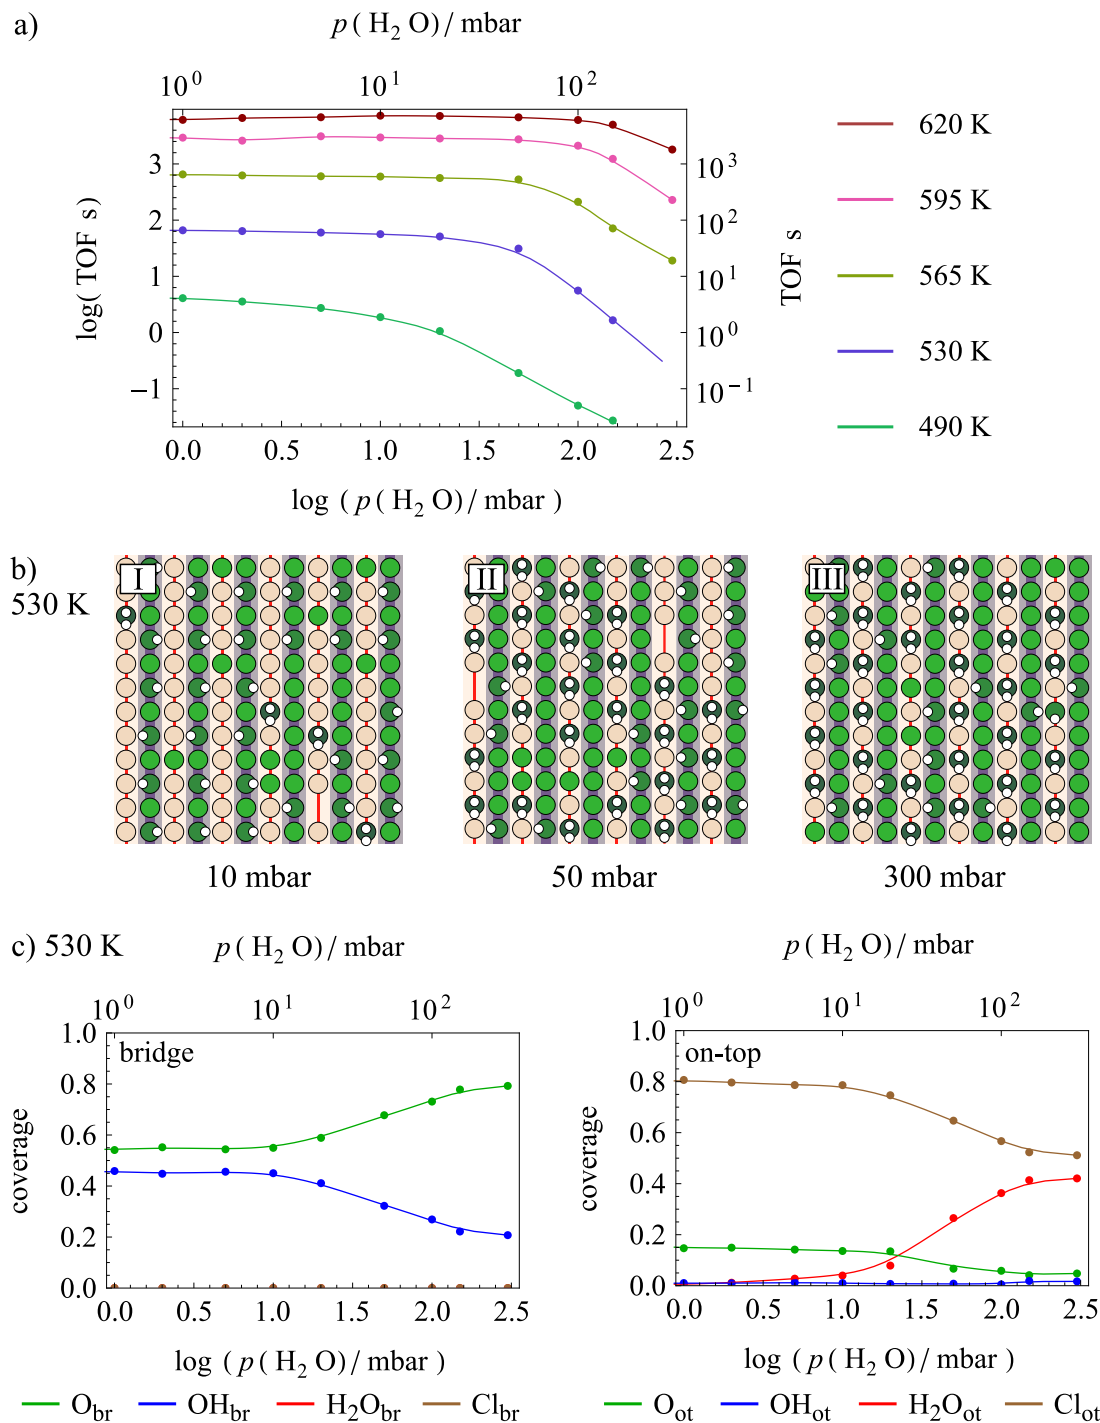 a)
p ( H2 O ) / mbar
10^0 10^1 10^2
3
2
1
0
−1
log( TOF s)
10^3
10^2
10^1
10^0
10^−1
TOF s
0.0 0.5 1.0 1.5 2.0 2.5
log ( p ( H2 O ) / mbar )
620 K
595 K
565 K
530 K
490 K
b)
530 K
I
II
III
10 mbar
50 mbar
300 mbar
c) 530 K
p ( H2 O ) / mbar
10^0 10^1 10^2
bridge
1.0
0.8
0.6
0.4
0.2
0.0
coverage
0.0 0.5 1.0 1.5 2.0 2.5
log ( p ( H2 O ) / mbar )
Obr OHbr H2Obr Clbr
p ( H2 O ) / mbar
10^0 10^1 10^2
on-top
1.0
0.8
0.6
0.4
0.2
0.0
coverage
0.0 0.5 1.0 1.5 2.0 2.5
log ( p ( H2 O ) / mbar )
Oot OHot H2Oot Clot